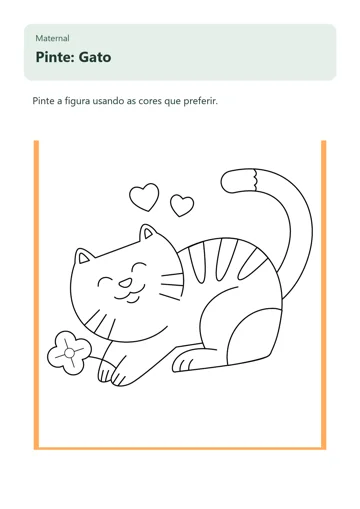 Maternal
Pinte: Gato
Pinte a figura usando as cores que preferir.